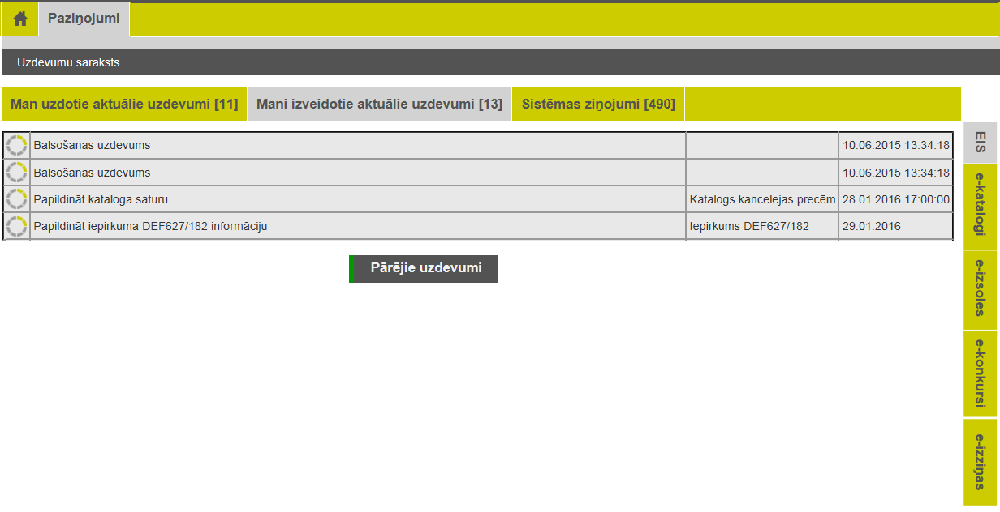 Paziņojumi
Uzdevumu saraksts
Man uzdotie aktuālie uzdevumi [11] Mani izveidotie aktuālie uzdevumi [13] Sistēmas ziņojumi [490]
Balsošanas uzdevums 10.06.2015 13:34:18
Balsošanas uzdevums 10.06.2015 13:34:18
Papildināt kataloga saturu Katalogs kancelejas precēm 28.01.2016 17:00:00
Papildināt iepirkuma DEF627/182 informāciju Iepirkums DEF627/182 29.01.2016
Pārējie uzdevumi
EIS
e-katalogi
e-izsoles
e-konkursi
e-izziņas